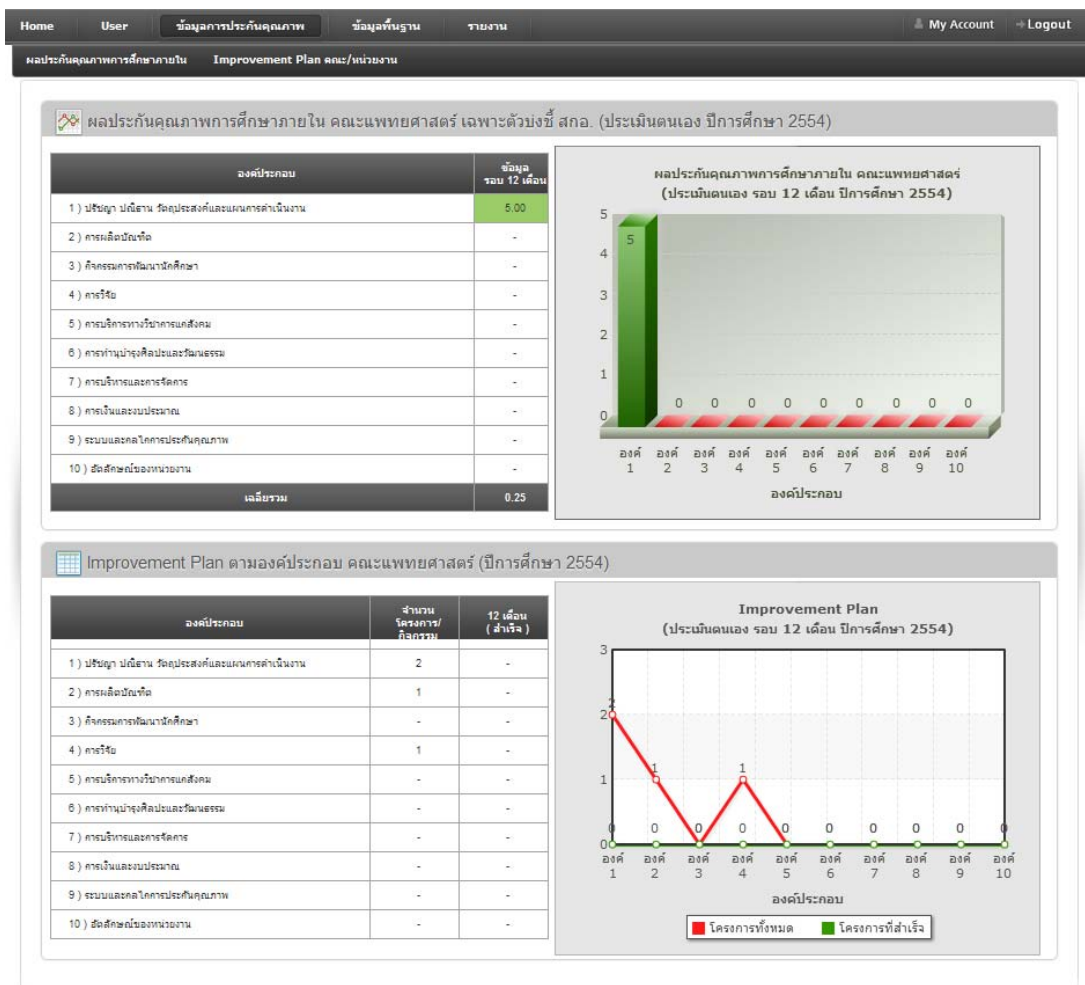 Home User ข้อมูลการประกันคุณภาพ ข้อมูลพื้นฐาน รายงาน My Account Logout
ผลประกันคุณภาพการศึกษาภายใน Improvement Plan คณะ/หน่วยงาน
ผลประกันคุณภาพการศึกษาภายใน คณะแพทยศาสตร์ เฉพาะตัวบ่งชี้ สกอ. (ประเมินตนเอง ปีการศึกษา 2554)
องค์ประกอบ ข้อมูล
รอบ 12 เดือน
1 ) ปรัชญา ปณิธาน วัตถุประสงค์และแผนการดำเนินงาน 5.00
2 ) การผลิตบัณฑิต -
3 ) กิจกรรมการพัฒนานักศึกษา -
4 ) การวิจัย -
5 ) การบริการทางวิชาการแก่สังคม -
6 ) การทำนุบำรุงศิลปะและวัฒนธรรม -
7 ) การบริหารและการจัดการ -
8 ) การเงินและงบประมาณ -
9 ) ระบบและกลไกการประกันคุณภาพ -
10 ) อัตลักษณ์ของหน่วยงาน -
เฉลี่ยรวม 0.25
ผลประกันคุณภาพการศึกษาภายใน คณะแพทยศาสตร์
(ประเมินตนเอง รอบ 12 เดือน ปีการศึกษา 2554)
5
5
4
3
2
1
0 0 0 0 0 0 0 0 0
0
องค์ องค์ องค์ องค์ องค์ องค์ องค์ องค์ องค์ องค์
1 2 3 4 5 6 7 8 9 10
องค์ประกอบ
Improvement Plan ตามองค์ประกอบ คณะแพทยศาสตร์ (ปีการศึกษา 2554)
องค์ประกอบ จำนวน
โครงการ/
กิจกรรม 12 เดือน
( สำเร็จ )
1 ) ปรัชญา ปณิธาน วัตถุประสงค์และแผนการดำเนินงาน 2 -
2 ) การผลิตบัณฑิต 1 -
3 ) กิจกรรมการพัฒนานักศึกษา - -
4 ) การวิจัย 1 -
5 ) การบริการทางวิชาการแก่สังคม - -
6 ) การทำนุบำรุงศิลปะและวัฒนธรรม - -
7 ) การบริหารและการจัดการ - -
8 ) การเงินและงบประมาณ - -
9 ) ระบบและกลไกการประกันคุณภาพ - -
10 ) อัตลักษณ์ของหน่วยงาน - -
Improvement Plan
(ประเมินตนเอง รอบ 12 เดือน ปีการศึกษา 2554)
3
2
2
1 1
1
0 0 0 0 0 0 0 0 0 0
0
องค์ องค์ องค์ องค์ องค์ องค์ องค์ องค์ องค์ องค์
1 2 3 4 5 6 7 8 9 10
องค์ประกอบ
โครงการทั้งหมด โครงการที่สำเร็จ